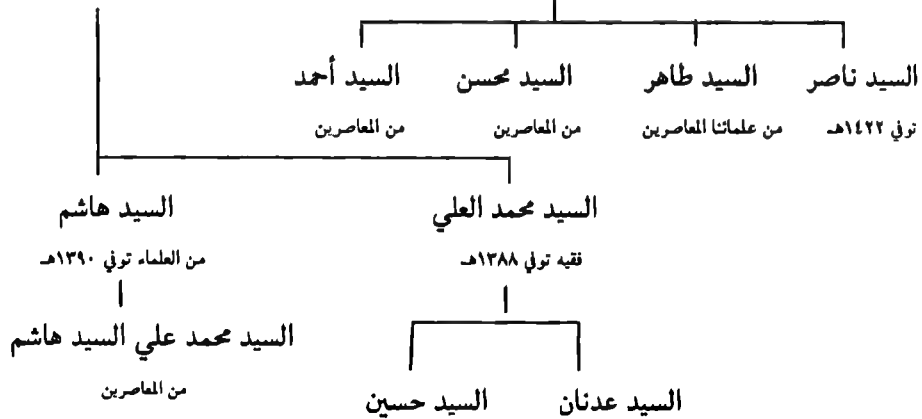 السيد ناصر السيد طاهر السيد محسن السيد أحمد
توفي ١٤٢٢هـ من علمائنا المعاصرين من المعاصرين من المعاصرين
السيد محمد العلي السيد هاشم
فقيه توفي ١٣٨٨هـ من العلماء توفي ١٣٩٠هـ
السيد محمد علي السيد هاشم
السيد عدنان السيد حسين من المعاصرين